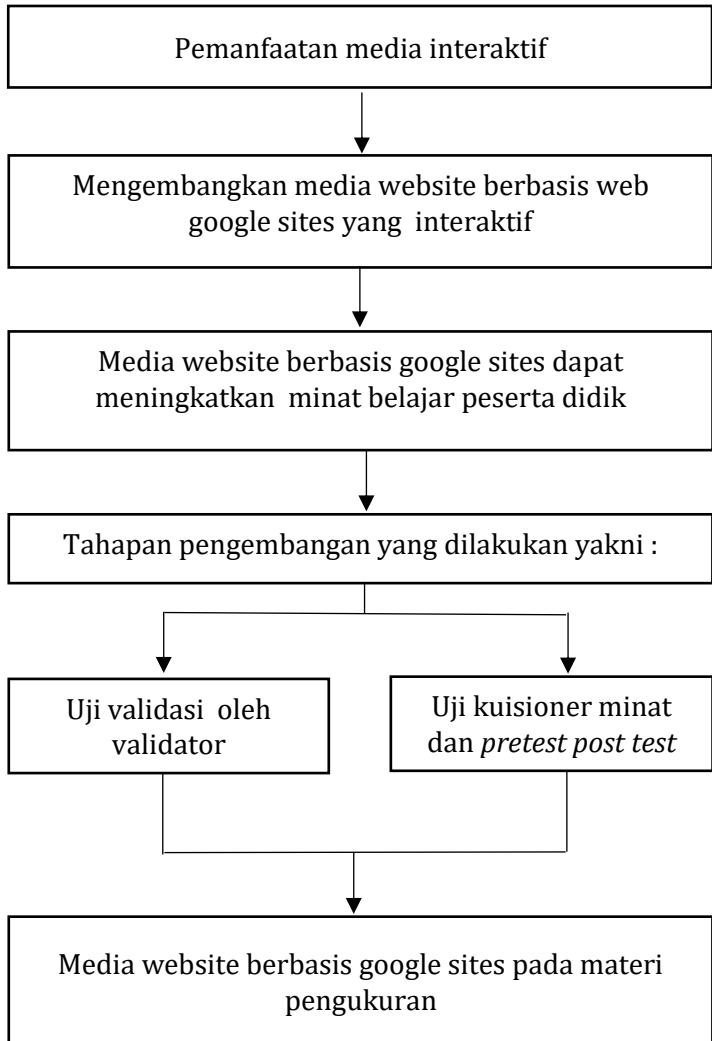 Pemanfaatan media interaktif
Mengembangkan media website berbasis web
google sites yang interaktif
Media website berbasis google sites dapat
meningkatkan minat belajar peserta didik
Tahapan pengembangan yang dilakukan yakni :
Uji validasi oleh
validator
Uji kuisioner minat
dan pretest post test
Media website berbasis google sites pada materi
pengukuran